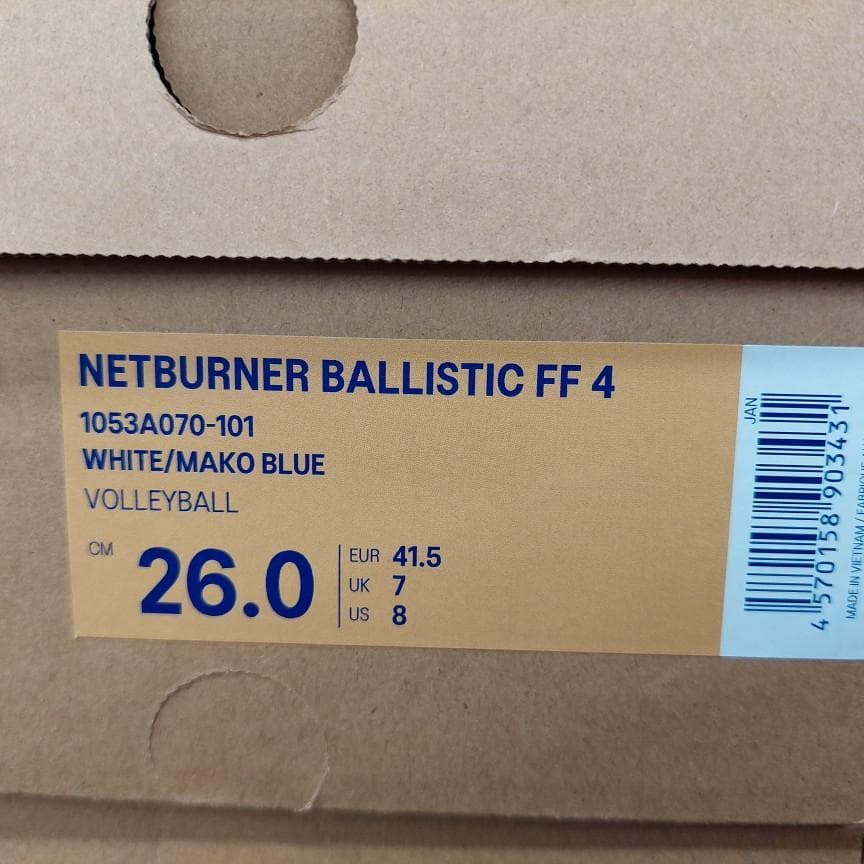 NETBURNER BALLISTIC FF 4
1053A070-101
WHITE/MAKO BLUE
VOLLEYBALL
CM 26.0
EUR 41.5
UK 7
US 8
JAN
4 570158 903431
MADE IN VIETNAM / FABRIQUÉ